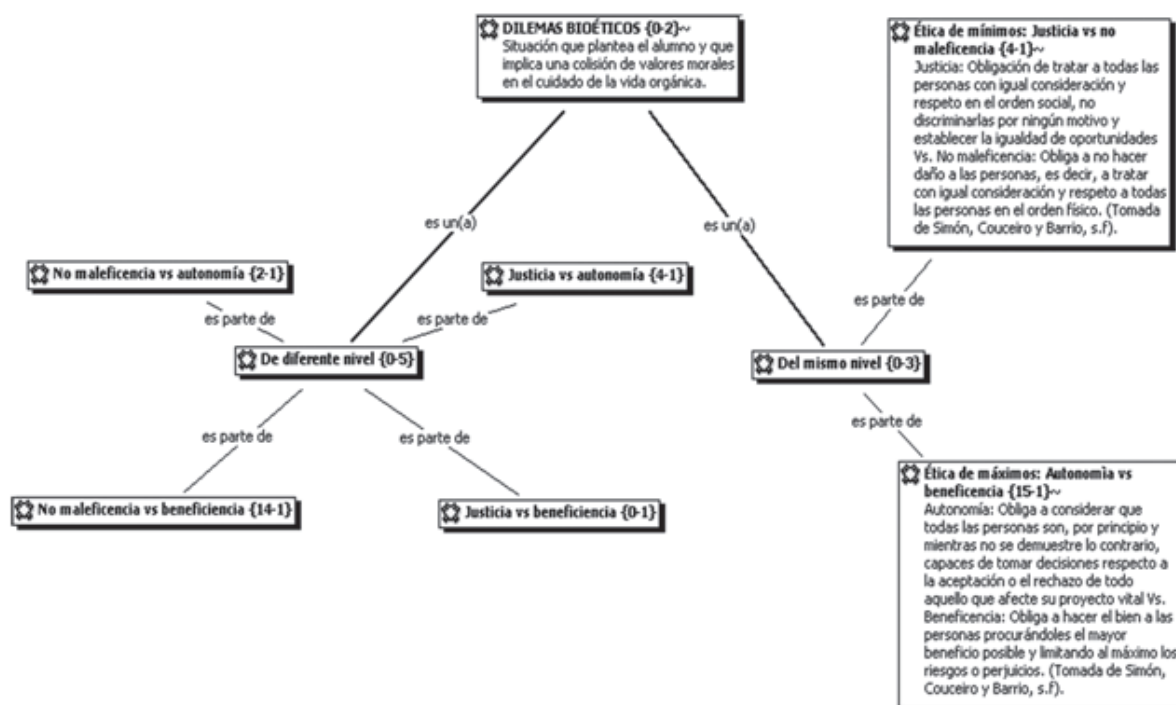 DILEMAS BIOÉTICOS {0-2}~
Situación que plantea el alumno y que
implica una colisión de valores morales
en el cuidado de la vida orgánica.
Ética de mínimos: Justicia vs no
maleficencia {4-1}~
Justicia: Obligación de tratar a todas las
personas con igual consideración y
respeto en el orden social, no
discriminarlas por ningún motivo y
establecer la igualdad de oportunidades
Vs. No maleficencia: Obliga a no hacer
daño a las personas, es decir, a tratar
con igual consideración y respeto a todas
las personas en el orden físico. (Tomada
de Simón, Couceiro y Barrio, s.f).
es un(a)
es un(a)
No maleficencia vs autonomía {2-1}
Justicia vs autonomía {4-1}
es parte de
es parte de
es parte de
De diferente nivel {0-5}
Del mismo nivel {0-3}
es parte de
es parte de
es parte de
No maleficencia vs beneficiencia {14-1}
Justicia vs beneficiencia {0-1}
Ética de máximos: Autonomìa vs
beneficencia {15-1}~
Autonomía: Obliga a considerar que
todas las personas son, por principio y
mientras no se demuestre lo contrario,
capaces de tomar decisiones respecto a
la aceptación o el rechazo de todo
aquello que afecte su proyecto vital Vs.
Beneficencia: Obliga a hacer el bien a las
personas procurándoles el mayor
beneficio posible y limitando al máximo los
riesgos o perjuicios. (Tomada de Simón,
Couceiro y Barrio, s.f).